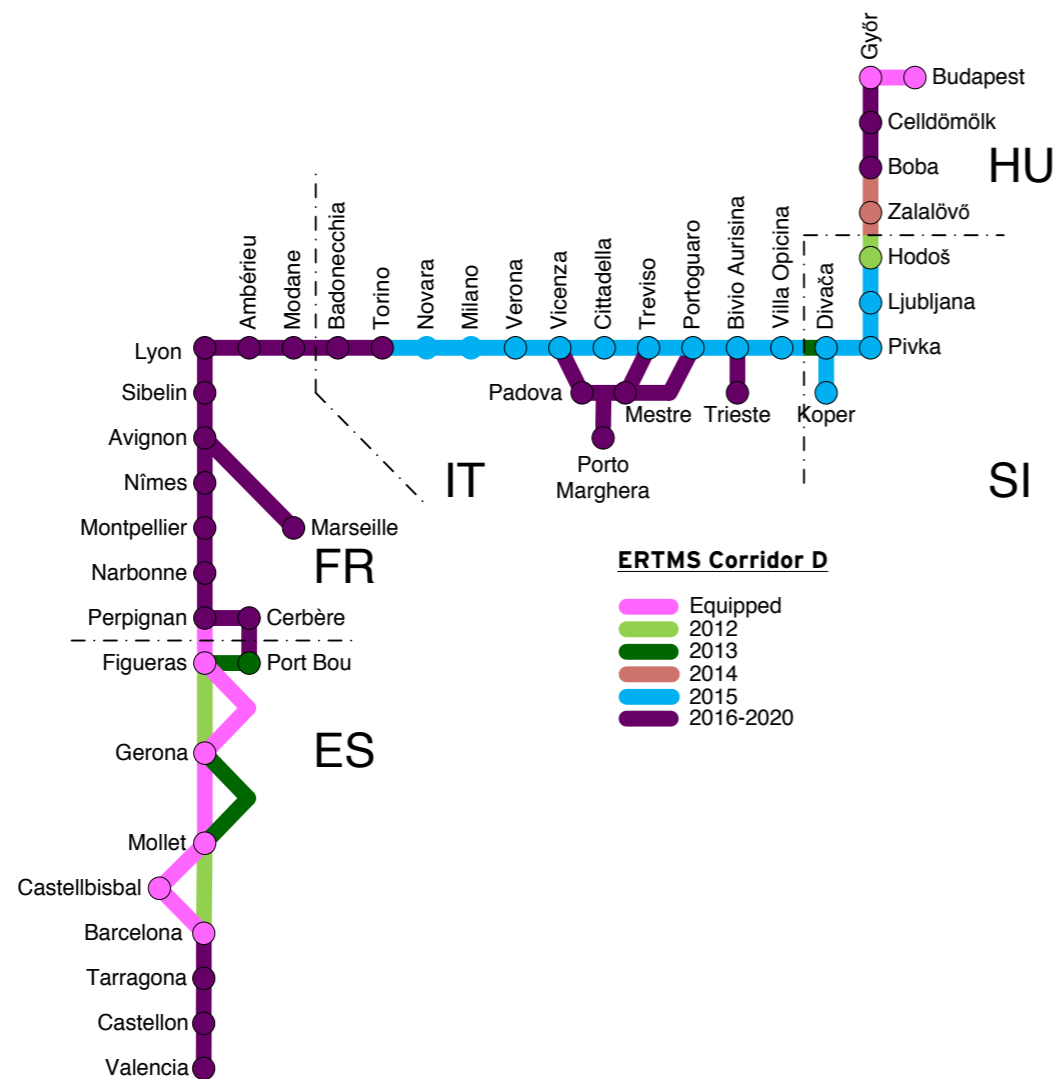 Győr
Budapest
Celldömölk
HU
Boba
Zalalövő
Hodoš
Ljubljana
Pivka
Ambérieu
Modane
Badonecchia
Torino
Novara
Milano
Verona
Vicenza
Cittadella
Treviso
Portoguaro
Bivio Aurisina
Villa Opicina
Divača
Lyon
Sibelin
Padova
Mestre
Trieste
Koper
Avignon
Porto
Marghera
IT
SI
Nîmes
Montpellier
Marseille
FR
Narbonne
Perpignan
Cerbère
Figueras
Port Bou
ES
Gerona
Mollet
Castellbisbal
Barcelona
Tarragona
Castellon
Valencia
ERTMS Corridor D
Equipped
2012
2013
2014
2015
2016-2020